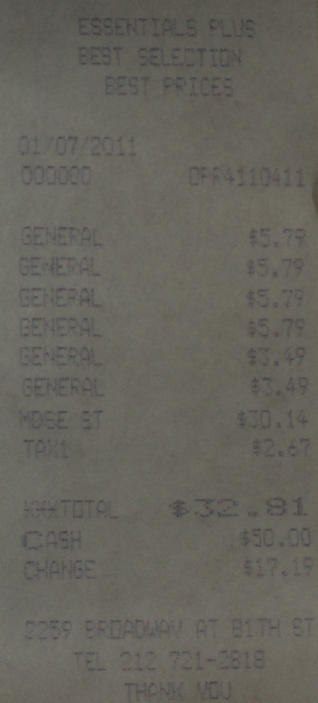 ESSENTIALS PLUS
BEST SELECTION
BEST PRICES
01/07/2011
000000
GENERAL $5.79
GENERAL $5.79
GENERAL $5.79
GENERAL $5.79
GENERAL $3.49
GENERAL $3.49
MDSE ST $30.14
TAX1 $2.67
***TOTAL $32.81
CASH $50.00
CHANGE $17.19
2259 BROADWAY AT 81TH ST
TEL 212 721-2818
THANK YOU